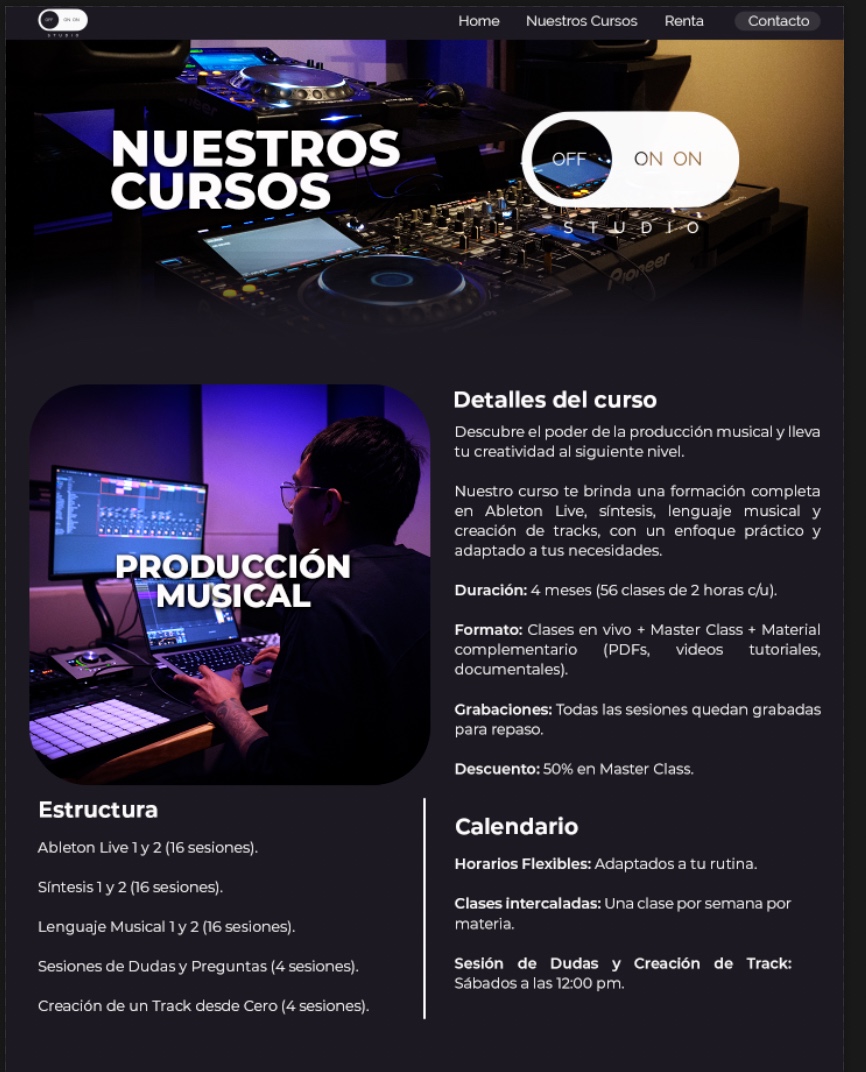 OFF ON ON
STUDIO
Home Nuestros Cursos Renta Contacto
NUESTROS
CURSOS
OFF ON ON
STUDIO
Pioneer
PRODUCCIÓN
MUSICAL
Detalles del curso
Descubre el poder de la producción musical y lleva
tu creatividad al siguiente nivel.
Nuestro curso te brinda una formación completa
en Ableton Live, síntesis, lenguaje musical y
creación de tracks, con un enfoque práctico y
adaptado a tus necesidades.
Duración: 4 meses (56 clases de 2 horas c/u).
Formato: Clases en vivo + Master Class + Material
complementario (PDFs, videos tutoriales,
documentales).
Grabaciones: Todas las sesiones quedan grabadas
para repaso.
Descuento: 50% en Master Class.
Estructura
Ableton Live 1 y 2 (16 sesiones).
Síntesis 1 y 2 (16 sesiones).
Lenguaje Musical 1 y 2 (16 sesiones).
Sesiones de Dudas y Preguntas (4 sesiones).
Creación de un Track desde Cero (4 sesiones).
Calendario
Horarios Flexibles: Adaptados a tu rutina.
Clases intercaladas: Una clase por semana por
materia.
Sesión de Dudas y Creación de Track:
Sábados a las 12:00 pm.